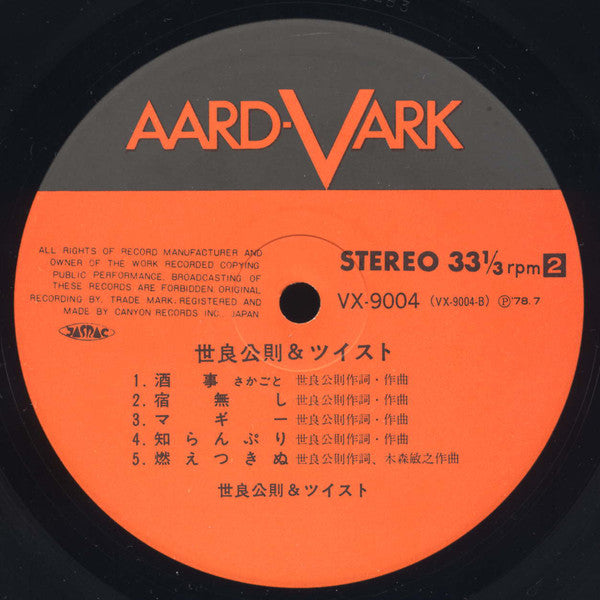 AARD-VARK
ALL RIGHTS OF RECORD MANUFACTURER AND
OWNER OF THE WORK RECORDED COPYING
PUBLIC PERFORMANCE, BROADCASTING OF
THESE RECORDS ARE FORBIDDEN ORIGINAL
RECORDING BY. TRADE MARK, REGISTERED AND
MADE BY CANYON RECORDS INC. JAPAN
JASRAC
STEREO 33⅓ rpm 2
VX-9004 (VX-9004-B) Ⓟ'78.7
世良公則&ツイスト
1. 酒事 さかごと 世良公則作詞・作曲
2. 宿無し 世良公則作詞・作曲
3. マギー 世良公則作詞・作曲
4. 知らんぷり 世良公則作詞・作曲
5. 燃えつきぬ 世良公則作詞、木森敏之作曲
世良公則&ツイスト